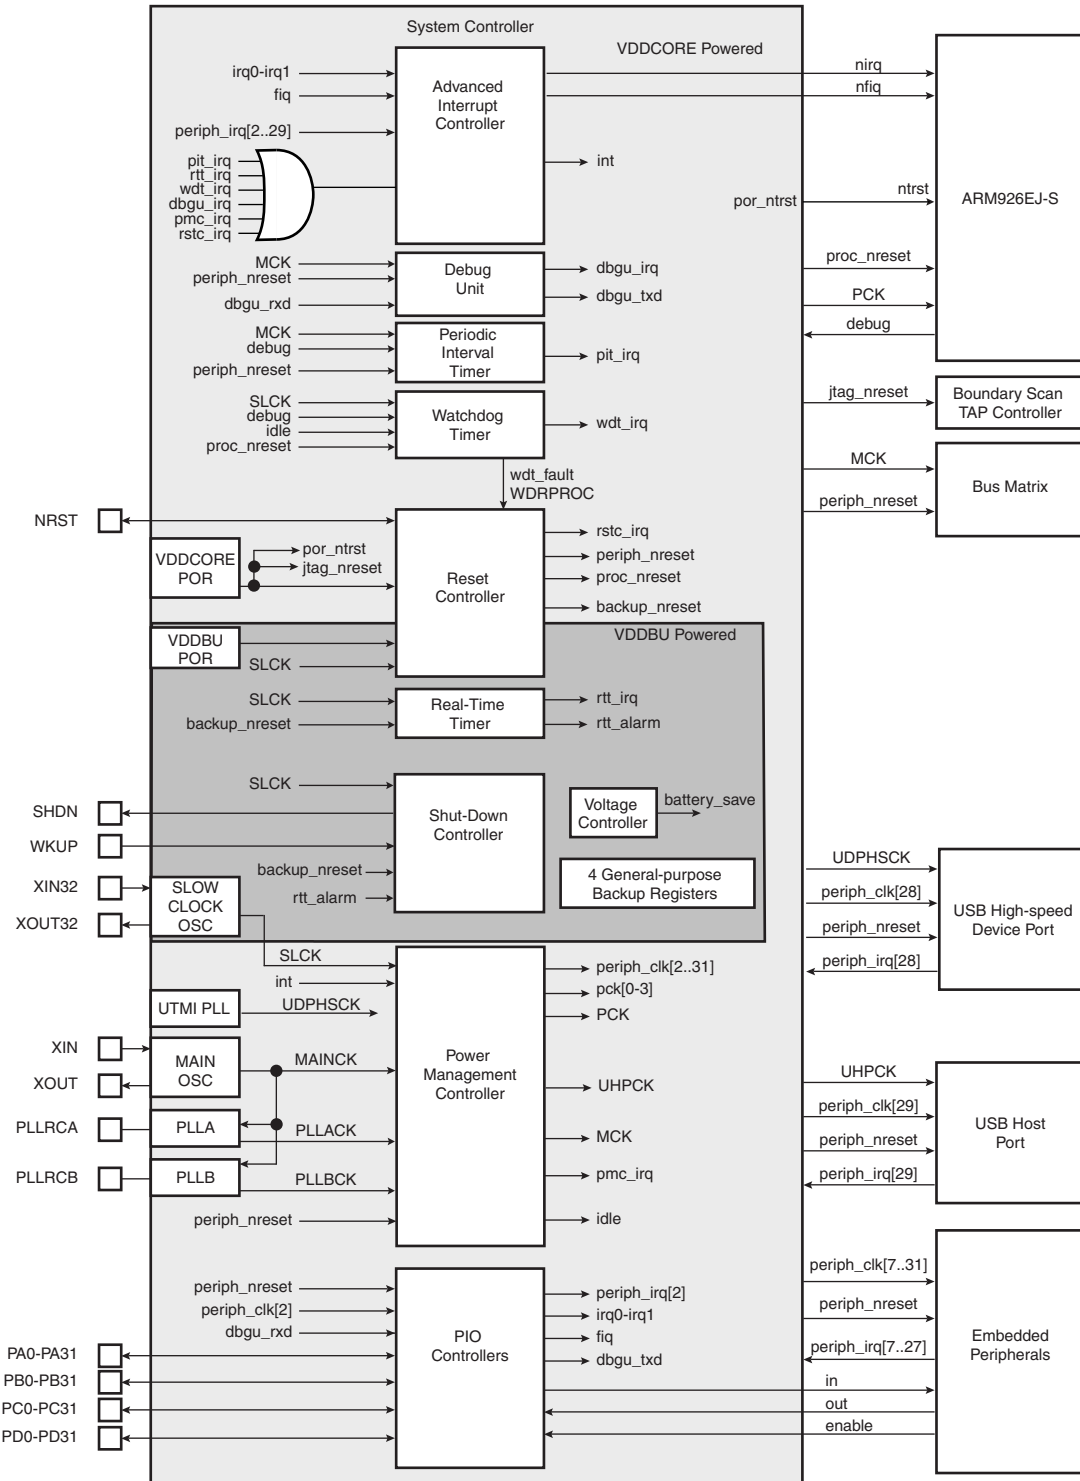 System Controller
VDDCORE Powered
irq0-irq1
fiq
periph_irq[2..29]
pit_irq
rtt_irq
wdt_irq
dbgu_irq
pmc_irq
rstc_irq
Advanced
Interrupt
Controller
int
nirq
nfiq
por_ntrst
ntrst
ARM926EJ-S
proc_nreset
PCK
debug
MCK
periph_nreset
dbgu_rxd
Debug
Unit
dbgu_irq
dbgu_txd
MCK
debug
periph_nreset
Periodic
Interval
Timer
pit_irq
SLCK
debug
idle
proc_nreset
Watchdog
Timer
wdt_irq
wdt_fault
WDRPROC
jtag_nreset
Boundary Scan
TAP Controller
MCK
periph_nreset
Bus Matrix
NRST
VDDCORE
POR
por_ntrst
jtag_nreset
Reset
Controller
rstc_irq
periph_nreset
proc_nreset
backup_nreset
VDDBU Powered
VDDBU
POR
SLCK
SLCK
backup_nreset
Real-Time
Timer
rtt_irq
rtt_alarm
SLCK
SHDN
WKUP
backup_nreset
rtt_alarm
Shut-Down
Controller
Voltage
Controller
battery_save
4 General-purpose
Backup Registers
XIN32
XOUT32
SLOW
CLOCK
OSC
SLCK
int
UTMI PLL
UDPHSCK
XIN
XOUT
MAIN
OSC
MAINCK
PLLRCA
PLLA
PLLACK
PLLRCB
PLLB
PLLBCK
periph_nreset
Power
Management
Controller
periph_clk[2..31]
pck[0-3]
PCK
UHPCK
MCK
pmc_irq
idle
UDPHSCK
periph_clk[28]
periph_nreset
periph_irq[28]
USB High-speed
Device Port
UHPCK
periph_clk[29]
periph_nreset
periph_irq[29]
USB Host
Port
periph_nreset
periph_clk[2]
dbgu_rxd
PA0-PA31
PB0-PB31
PC0-PC31
PD0-PD31
PIO
Controllers
periph_irq[2]
irq0-irq1
fiq
dbgu_txd
periph_clk[7..31]
periph_nreset
periph_irq[7..27]
in
out
enable
Embedded
Peripherals